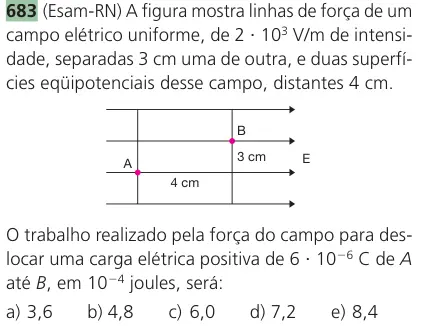 683 (Esam-RN) A figura mostra linhas de força de um
campo elétrico uniforme, de 2 · 10³ V/m de intensi-
dade, separadas 3 cm uma de outra, e duas superfí-
cies eqüipotenciais desse campo, distantes 4 cm.
B
A
3 cm
E
4 cm
O trabalho realizado pela força do campo para des-
locar uma carga elétrica positiva de 6 · 10⁻⁶ C de A
até B, em 10⁻⁴ joules, será:
a) 3,6 b) 4,8 c) 6,0 d) 7,2 e) 8,4